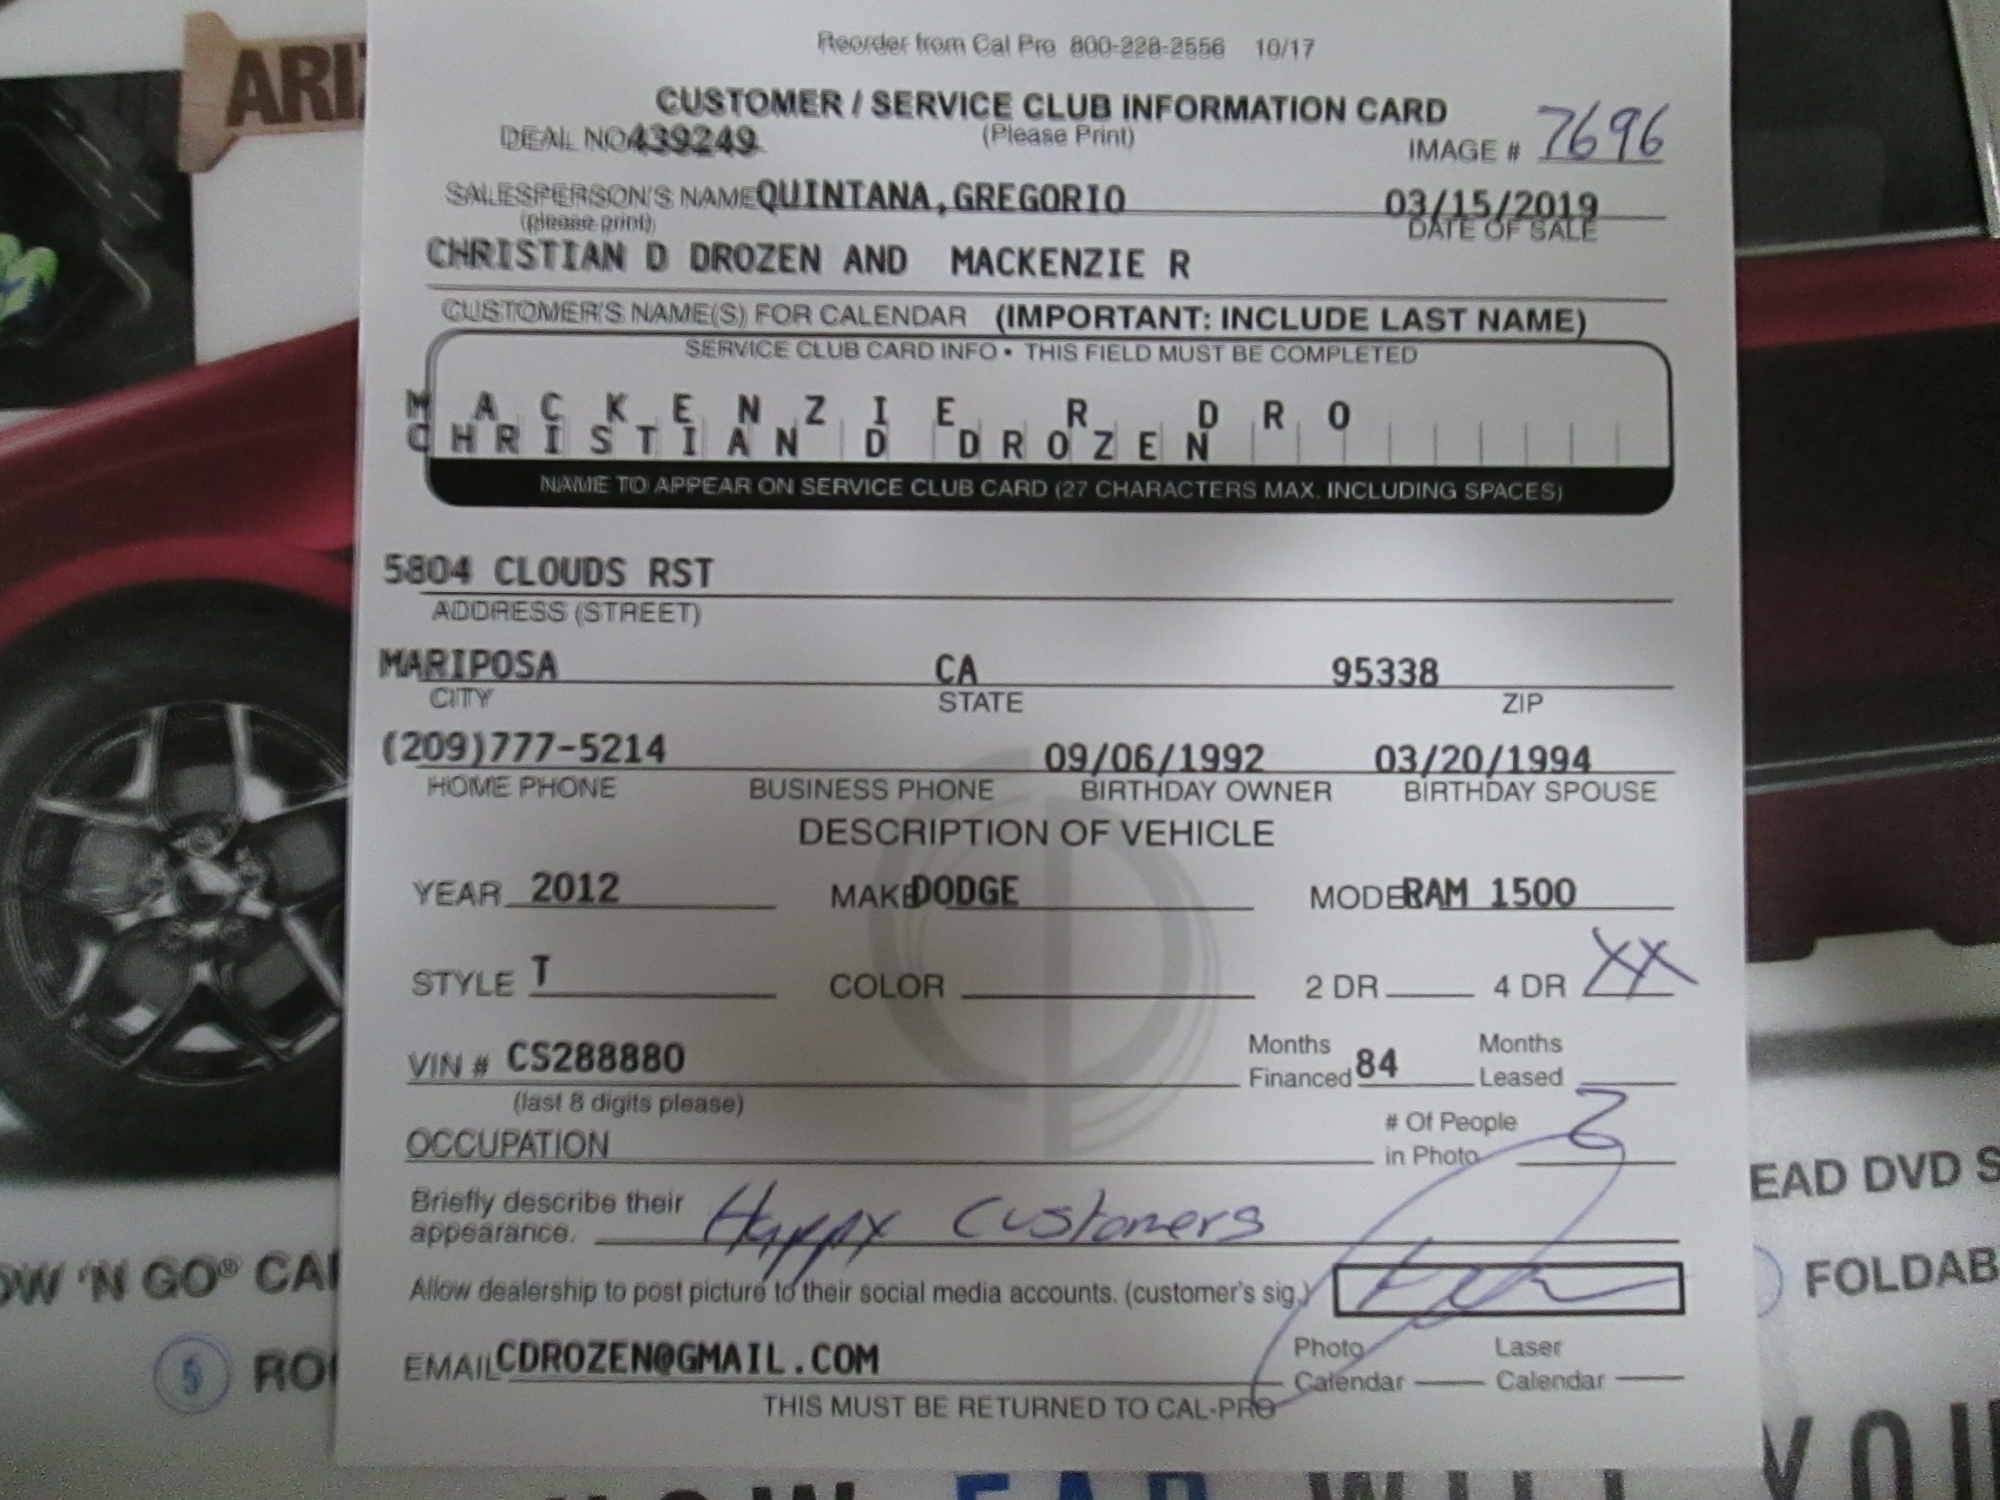 Reorder from Cal Pro 800-228-2556 10/17
ARI
CUSTOMER / SERVICE CLUB INFORMATION CARD
DEAL NO 439249 (Please Print) IMAGE # 7696
SALESPERSON'S NAME QUINTANA,GREGORIO 03/15/2019
(please print) DATE OF SALE
CHRISTIAN D DROZEN AND MACKENZIE R
CUSTOMER'S NAME(S) FOR CALENDAR (IMPORTANT: INCLUDE LAST NAME)
SERVICE CLUB CARD INFO • THIS FIELD MUST BE COMPLETED
MACKENZIE R DRO
CHRISTIAN D DROZEN
NAME TO APPEAR ON SERVICE CLUB CARD (27 CHARACTERS MAX. INCLUDING SPACES)
5804 CLOUDS RST
ADDRESS (STREET)
MARIPOSA CA 95338
CITY STATE ZIP
(209)777-5214 09/06/1992 03/20/1994
HOME PHONE BUSINESS PHONE BIRTHDAY OWNER BIRTHDAY SPOUSE
DESCRIPTION OF VEHICLE
YEAR 2012 MAKE DODGE MODE RAM 1500
STYLE T COLOR 2 DR 4 DR XX
VIN # CS288880 Months Financed 84 Months Leased
(last 8 digits please)
OCCUPATION # Of People in Photo 2
Briefly describe their appearance. Happy Customers
Allow dealership to post picture to their social media accounts. (customer's sig.)
EMAIL CDROZEN@GMAIL.COM Photo Calendar Laser Calendar
THIS MUST BE RETURNED TO CAL-PRO
OW 'N GO® CA
§ RO
EAD DVD S
FOLDAB
FAR WILL YOU